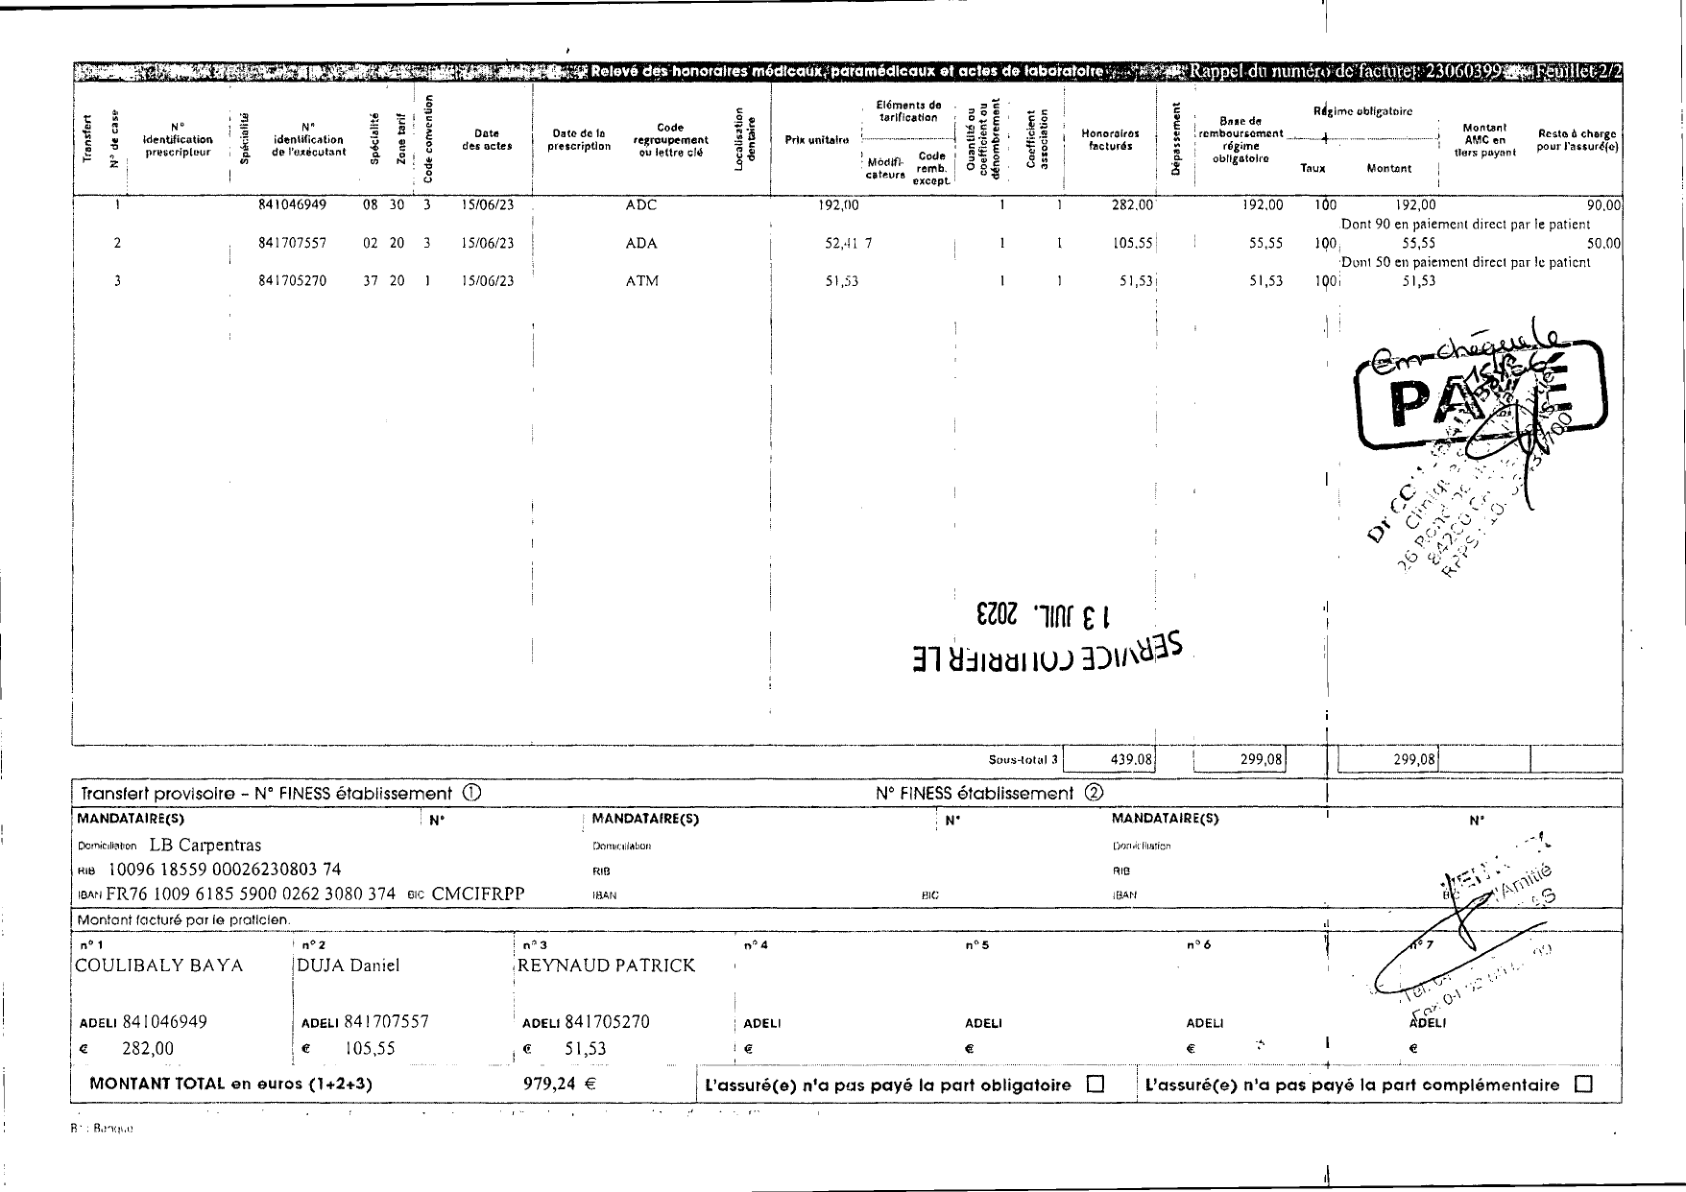 Relevé des honoraires médicaux, paramédicaux et actes de laboratoire Rappel du numéro de facture: 23060399 Feuillet 2/2
Transfert N° de case N° identification prescripteur Spécialité N° identification de l'exécutant Spécialité Zone tarif Code convention Date des actes Date de la prescription Code regroupement ou lettre clé Localisation dentaire Prix unitaire Eléments de tarification Modifi-cateurs Code remb. except. Quantité ou coefficient ou dénombrement Coefficient association Honoraires facturés Dépassement Base de remboursement régime obligatoire Régime obligatoire Taux Montant Montant AMC en tiers payant Reste à charge pour l'assuré(e)
1 841046949 08 30 3 15/06/23 ADC 192,00 1 1 282,00 192,00 100 192,00 90,00
Dont 90 en paiement direct par le patient
2 841707557 02 20 3 15/06/23 ADA 52,41 7 1 1 105,55 55,55 100 55,55 50,00
Dont 50 en paiement direct par le patient
3 841705270 37 20 1 15/06/23 ATM 51,53 1 1 51,53 51,53 100 51,53
En chèque le
PAYÉ
Dr
Clinique
26 Rond
84200
RPPS : 10
13 JUIL. 2023
SERVICE COURRIER LE
Sous-total 3 439,08 299,08 299,08
Transfert provisoire – N° FINESS établissement ① N° FINESS établissement ②
MANDATAIRE(S) N° MANDATAIRE(S) N° MANDATAIRE(S) N°
Domiciliation LB Carpentras Domiciliation Domiciliation
RIB 10096 18559 00026230803 74 RIB RIB
IBAN FR76 1009 6185 5900 0262 3080 374 BIC CMCIFRPP IBAN BIC IBAN
l'Amitié
Montant facturé par le praticien.
n° 1 n° 2 n° 3 n° 4 n° 5 n° 6 n° 7
COULIBALY BAYA DUJA Daniel REYNAUD PATRICK
Tel.
Fax 04
ADELI 841046949 ADELI 841707557 ADELI 841705270 ADELI ADELI ADELI ADELI
€ 282,00 € 105,55 € 51,53 € € € €
MONTANT TOTAL en euros (1+2+3) 979,24 € L'assuré(e) n'a pas payé la part obligatoire L'assuré(e) n'a pas payé la part complémentaire